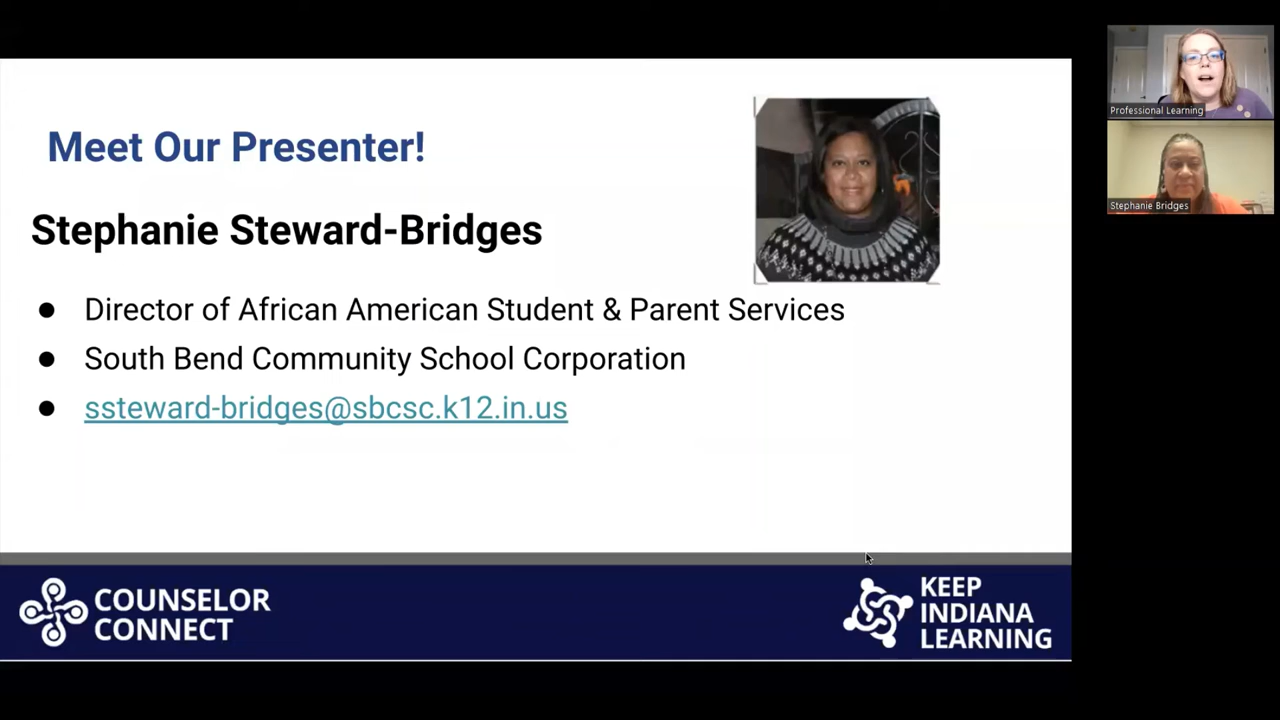 Meet Our Presenter!
Stephanie Steward-Bridges
● Director of African American Student & Parent Services
● South Bend Community School Corporation
● ssteward-bridges@sbcsc.k12.in.us
COUNSELOR
CONNECT
KEEP
INDIANA
LEARNING
Professional Learning
Stephanie Bridges